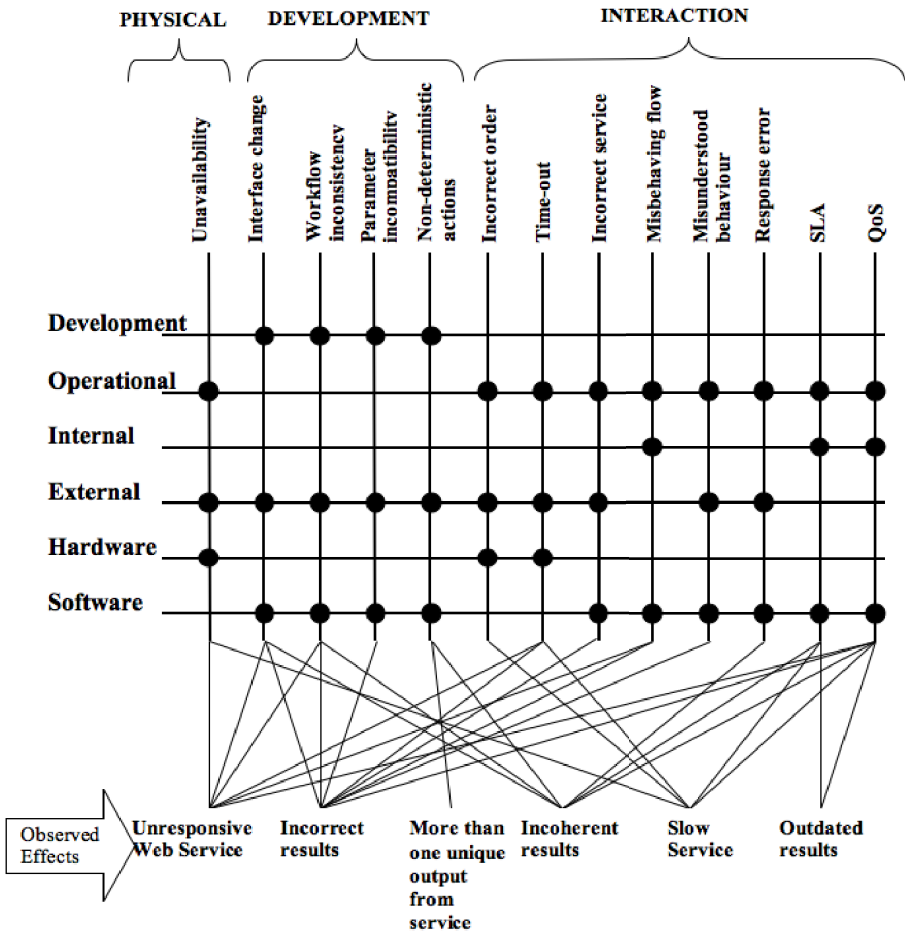 PHYSICAL
DEVELOPMENT
INTERACTION
Unavailability
Interface change
Workflow
inconsistency
Parameter
incompatibility
Non-deterministic
actions
Incorrect order
Time-out
Incorrect service
Misbehaving flow
Misunderstood
behaviour
Response error
SLA
QoS
Development
Operational
Internal
External
Hardware
Software
Observed
Effects
Unresponsive
Web Service
Incorrect
results
More than
one unique
output
from
service
Incoherent
results
Slow
Service
Outdated
results